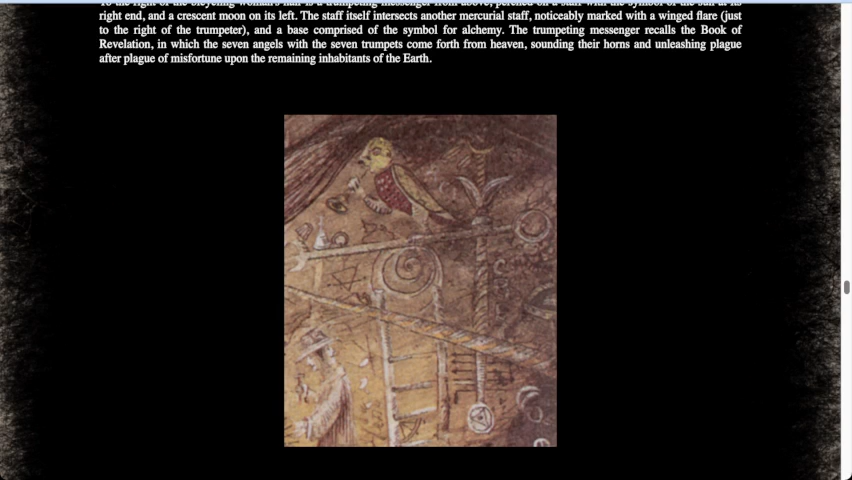 right end, and a crescent moon on its left. The staff itself intersects another mercurial staff, noticeably marked with a winged flare (just
to the right of the trumpeter), and a base comprised of the symbol for alchemy. The trumpeting messenger recalls the Book of
Revelation, in which the seven angels with the seven trumpets come forth from heaven, sounding their horns and unleashing plague
after plague of misfortune upon the remaining inhabitants of the Earth.